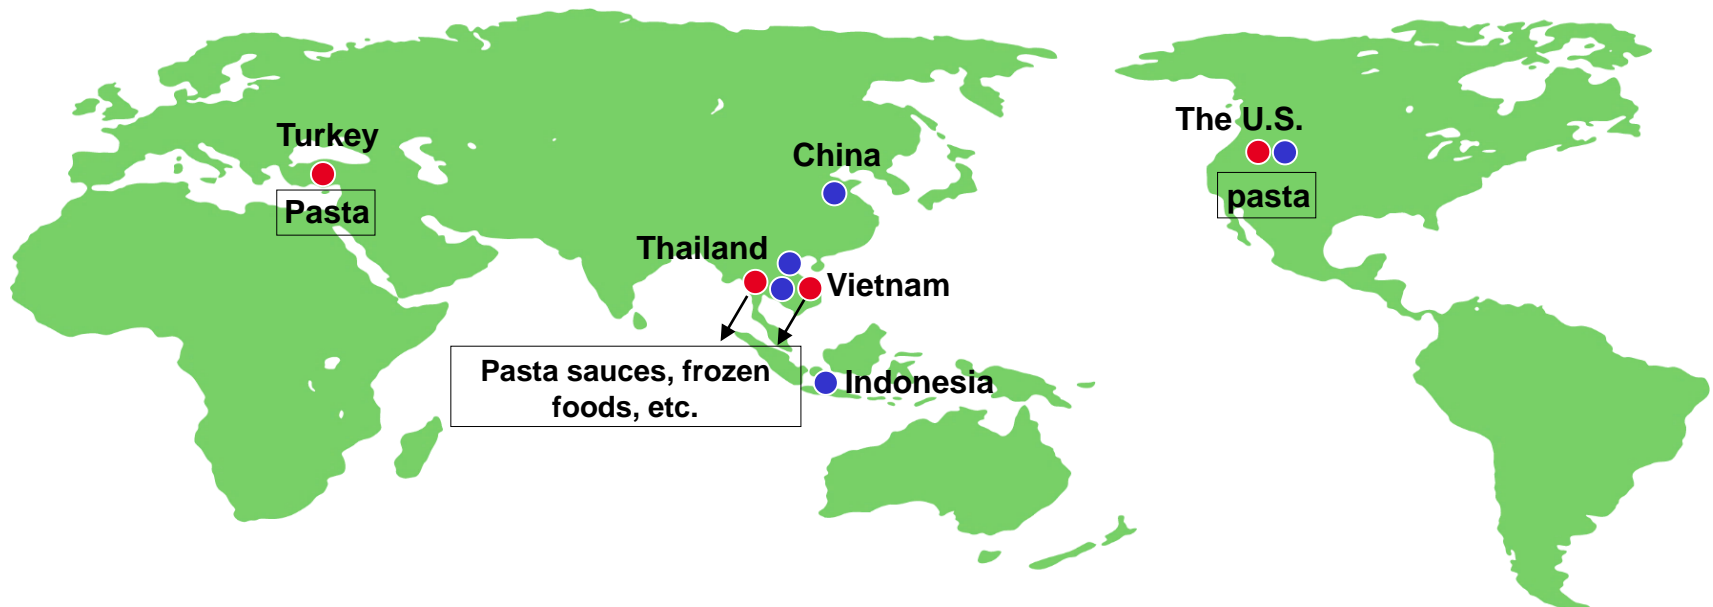 Turkey
Pasta
China
Thailand
Vietnam
Pasta sauces, frozen
foods, etc.
Indonesia
The U.S.
pasta